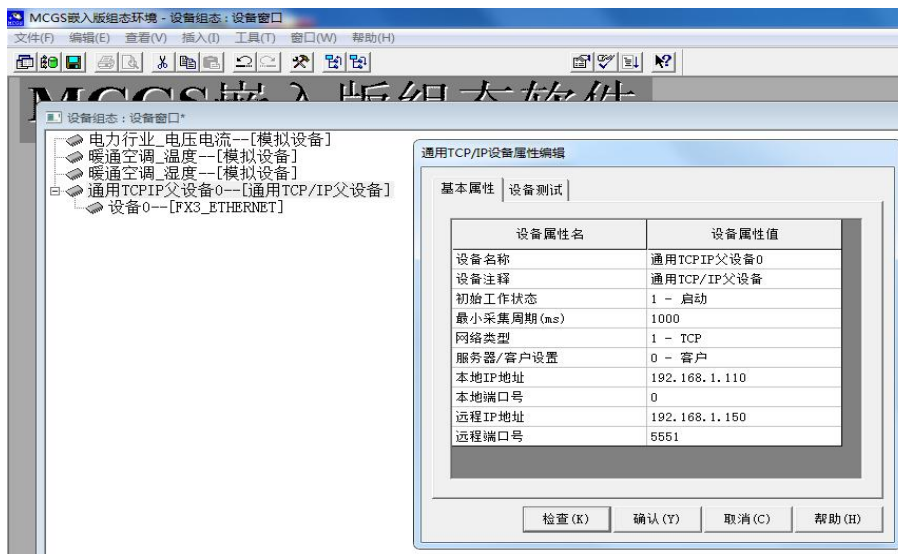 MCGS嵌入版组态环境 - 设备组态 : 设备窗口
文件(F) 编辑(E) 查看(V) 插入(I) 工具(T) 窗口(W) 帮助(H)
MCGS嵌入版组态软件
设备组态 : 设备窗口*
电力行业_电压电流--[模拟设备]
暖通空调_温度--[模拟设备]
暖通空调_湿度--[模拟设备]
通用TCPIP父设备0--[通用TCP/IP父设备]
设备0--[FX3_ETHERNET]
通用TCP/IP设备属性编辑
基本属性 设备测试
设备属性名 设备属性值
设备名称 通用TCPIP父设备0
设备注释 通用TCP/IP父设备
初始工作状态 1 - 启动
最小采集周期(ms) 1000
网络类型 1 - TCP
服务器/客户设置 0 - 客户
本地IP地址 192.168.1.110
本地端口号 0
远程IP地址 192.168.1.150
远程端口号 5551
检查(K) 确认(Y) 取消(C) 帮助(H)